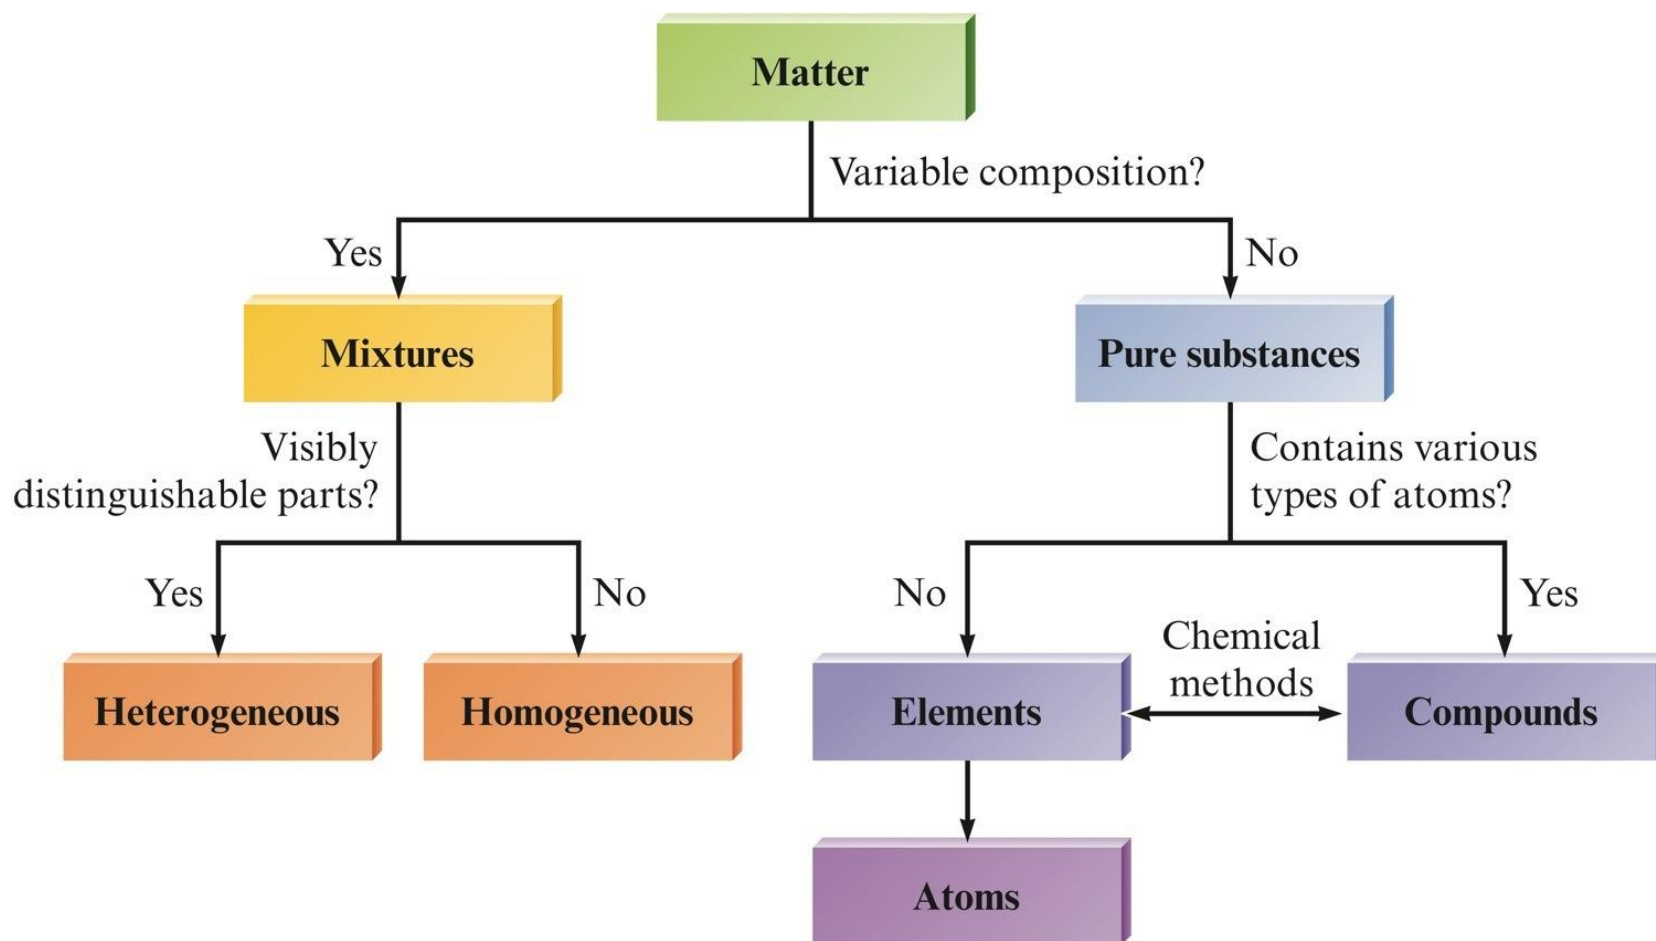 Matter
Variable composition?
Yes
No
Mixtures
Pure substances
Visibly
distinguishable parts?
Contains various
types of atoms?
Yes
No
No
Yes
Chemical
methods
Heterogeneous
Homogeneous
Elements
Compounds
Atoms